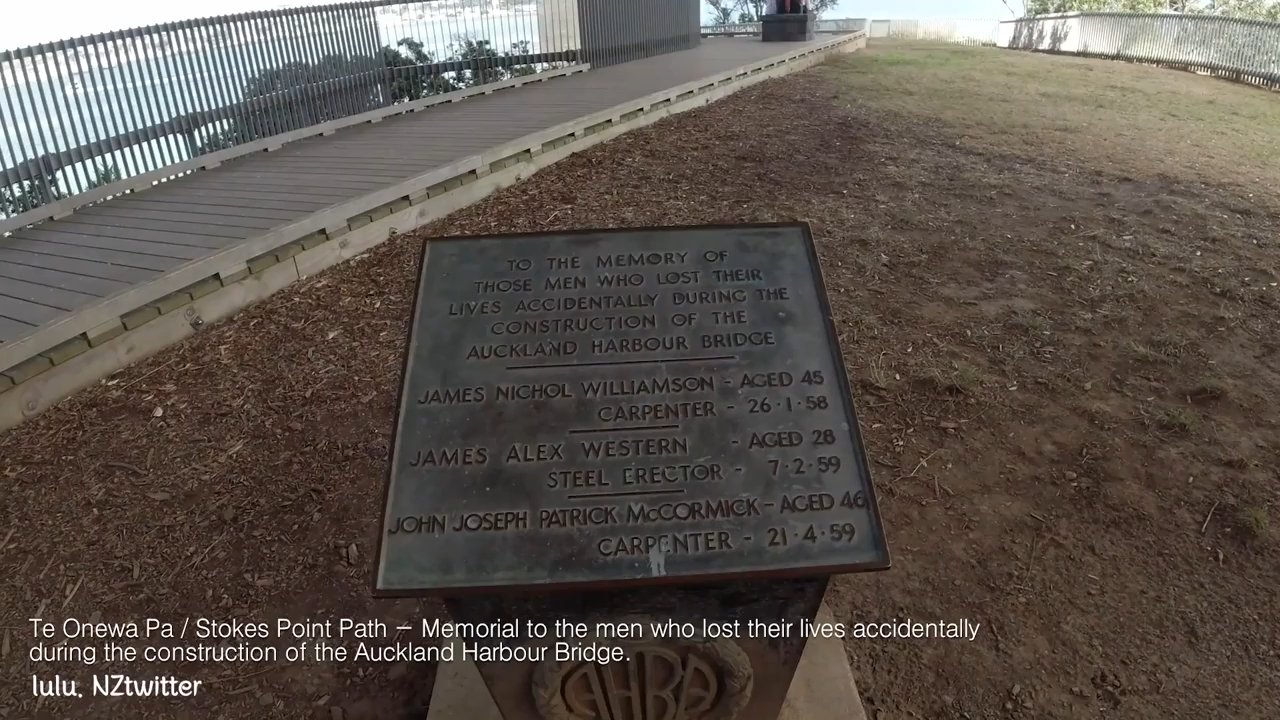 TO THE MEMORY OF
THOSE MEN WHO LOST THEIR
LIVES ACCIDENTALLY DURING THE
CONSTRUCTION OF THE
AUCKLAND HARBOUR BRIDGE
JAMES NICHOL WILLIAMSON - AGED 45
CARPENTER - 26·1·58
JAMES ALEX WESTERN - AGED 28
STEEL ERECTOR - 7·2·59
JOHN JOSEPH PATRICK McCORMICK - AGED 46
CARPENTER - 21·4·59
AHBA
Te Onewa Pa / Stokes Point Path – Memorial to the men who lost their lives accidentally
during the construction of the Auckland Harbour Bridge.
lulu, NZtwitter